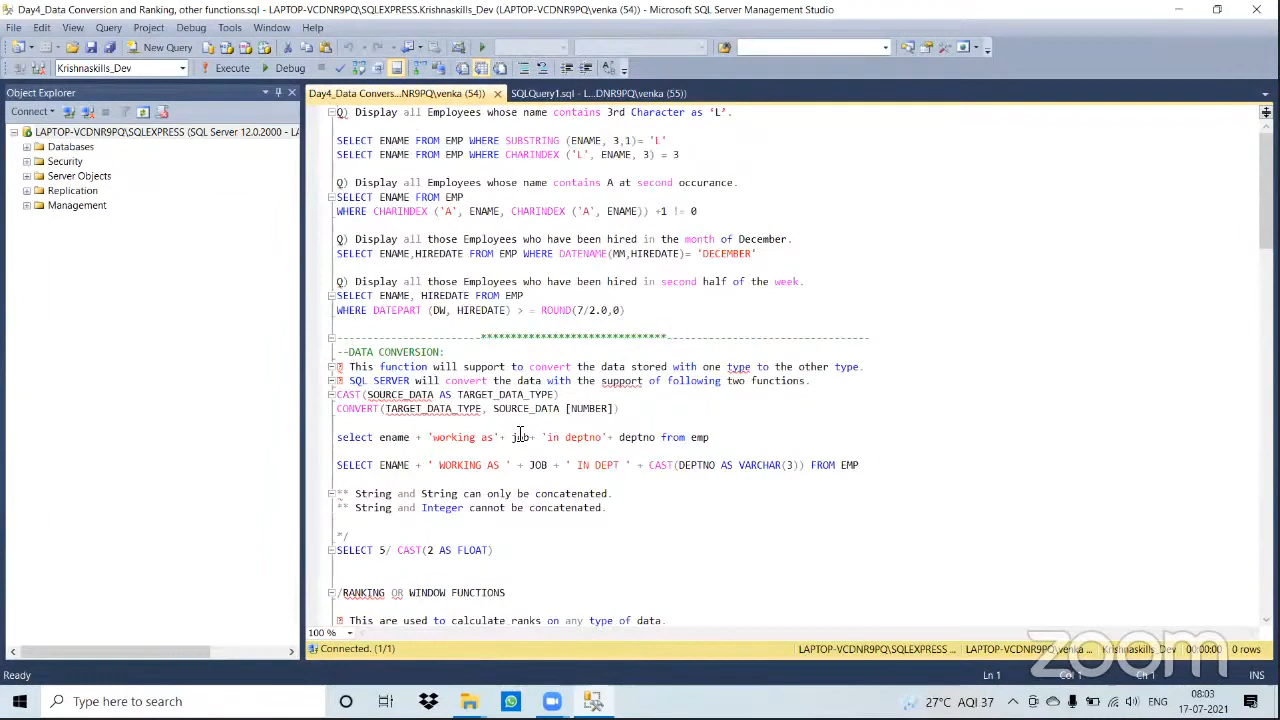 Day4_Data Conversion and Ranking, other functions.sql - LAPTOP-VCDNR9PQ\SQLEXPRESS.Krishnaskills_Dev (LAPTOP-VCDNR9PQ\venka (54)) - Microsoft SQL Server Management Studio
File Edit View Query Project Debug Tools Window Help
New Query
Krishnaskills_Dev Execute Debug
Object Explorer
Day4_Data Convers...NR9PQ\venka (54)) SQLQuery1.sql - L...DNR9PQ\venka (55))
Connect
LAPTOP-VCDNR9PQ\SQLEXPRESS (SQL Server 12.0.2000 - LA
Databases
Security
Server Objects
Replication
Management
Q) Display all Employees whose name contains 3rd Character as ‘L’.
SELECT ENAME FROM EMP WHERE SUBSTRING (ENAME, 3,1)= 'L'
SELECT ENAME FROM EMP WHERE CHARINDEX ('L', ENAME, 3) = 3
Q) Display all Employees whose name contains A at second occurance.
SELECT ENAME FROM EMP
WHERE CHARINDEX ('A', ENAME, CHARINDEX ('A', ENAME)) +1 != 0
Q) Display all those Employees who have been hired in the month of December.
SELECT ENAME,HIREDATE FROM EMP WHERE DATENAME(MM,HIREDATE)= 'DECEMBER'
Q) Display all those Employees who have been hired in second half of the week.
SELECT ENAME, HIREDATE FROM EMP
WHERE DATEPART (DW, HIREDATE) > = ROUND(7/2.0,0)
------------------------*******************************----------------------------------
--DATA CONVERSION:
This function will support to convert the data stored with one type to the other type.
SQL SERVER will convert the data with the support of following two functions.
CAST(SOURCE_DATA AS TARGET_DATA_TYPE)
CONVERT(TARGET_DATA_TYPE, SOURCE_DATA [NUMBER])
select ename + 'working as'+ job+ 'in deptno'+ deptno from emp
SELECT ENAME + ' WORKING AS ' + JOB + ' IN DEPT ' + CAST(DEPTNO AS VARCHAR(3)) FROM EMP
** String and String can only be concatenated.
** String and Integer cannot be concatenated.
*/
SELECT 5/ CAST(2 AS FLOAT)
/RANKING OR WINDOW FUNCTIONS
This are used to calculate ranks on any type of data.
100 %
Connected. (1/1) LAPTOP-VCDNR9PQ\SQLEXPRESS ... LAPTOP-VCDNR9PQ\venka ... Krishnaskills_Dev 00:00:00 0 rows
zoom
Ready Ln 1 Col 1 Ch 1 INS
Type here to search 27°C AQI 37 ENG 08:03
17-07-2021